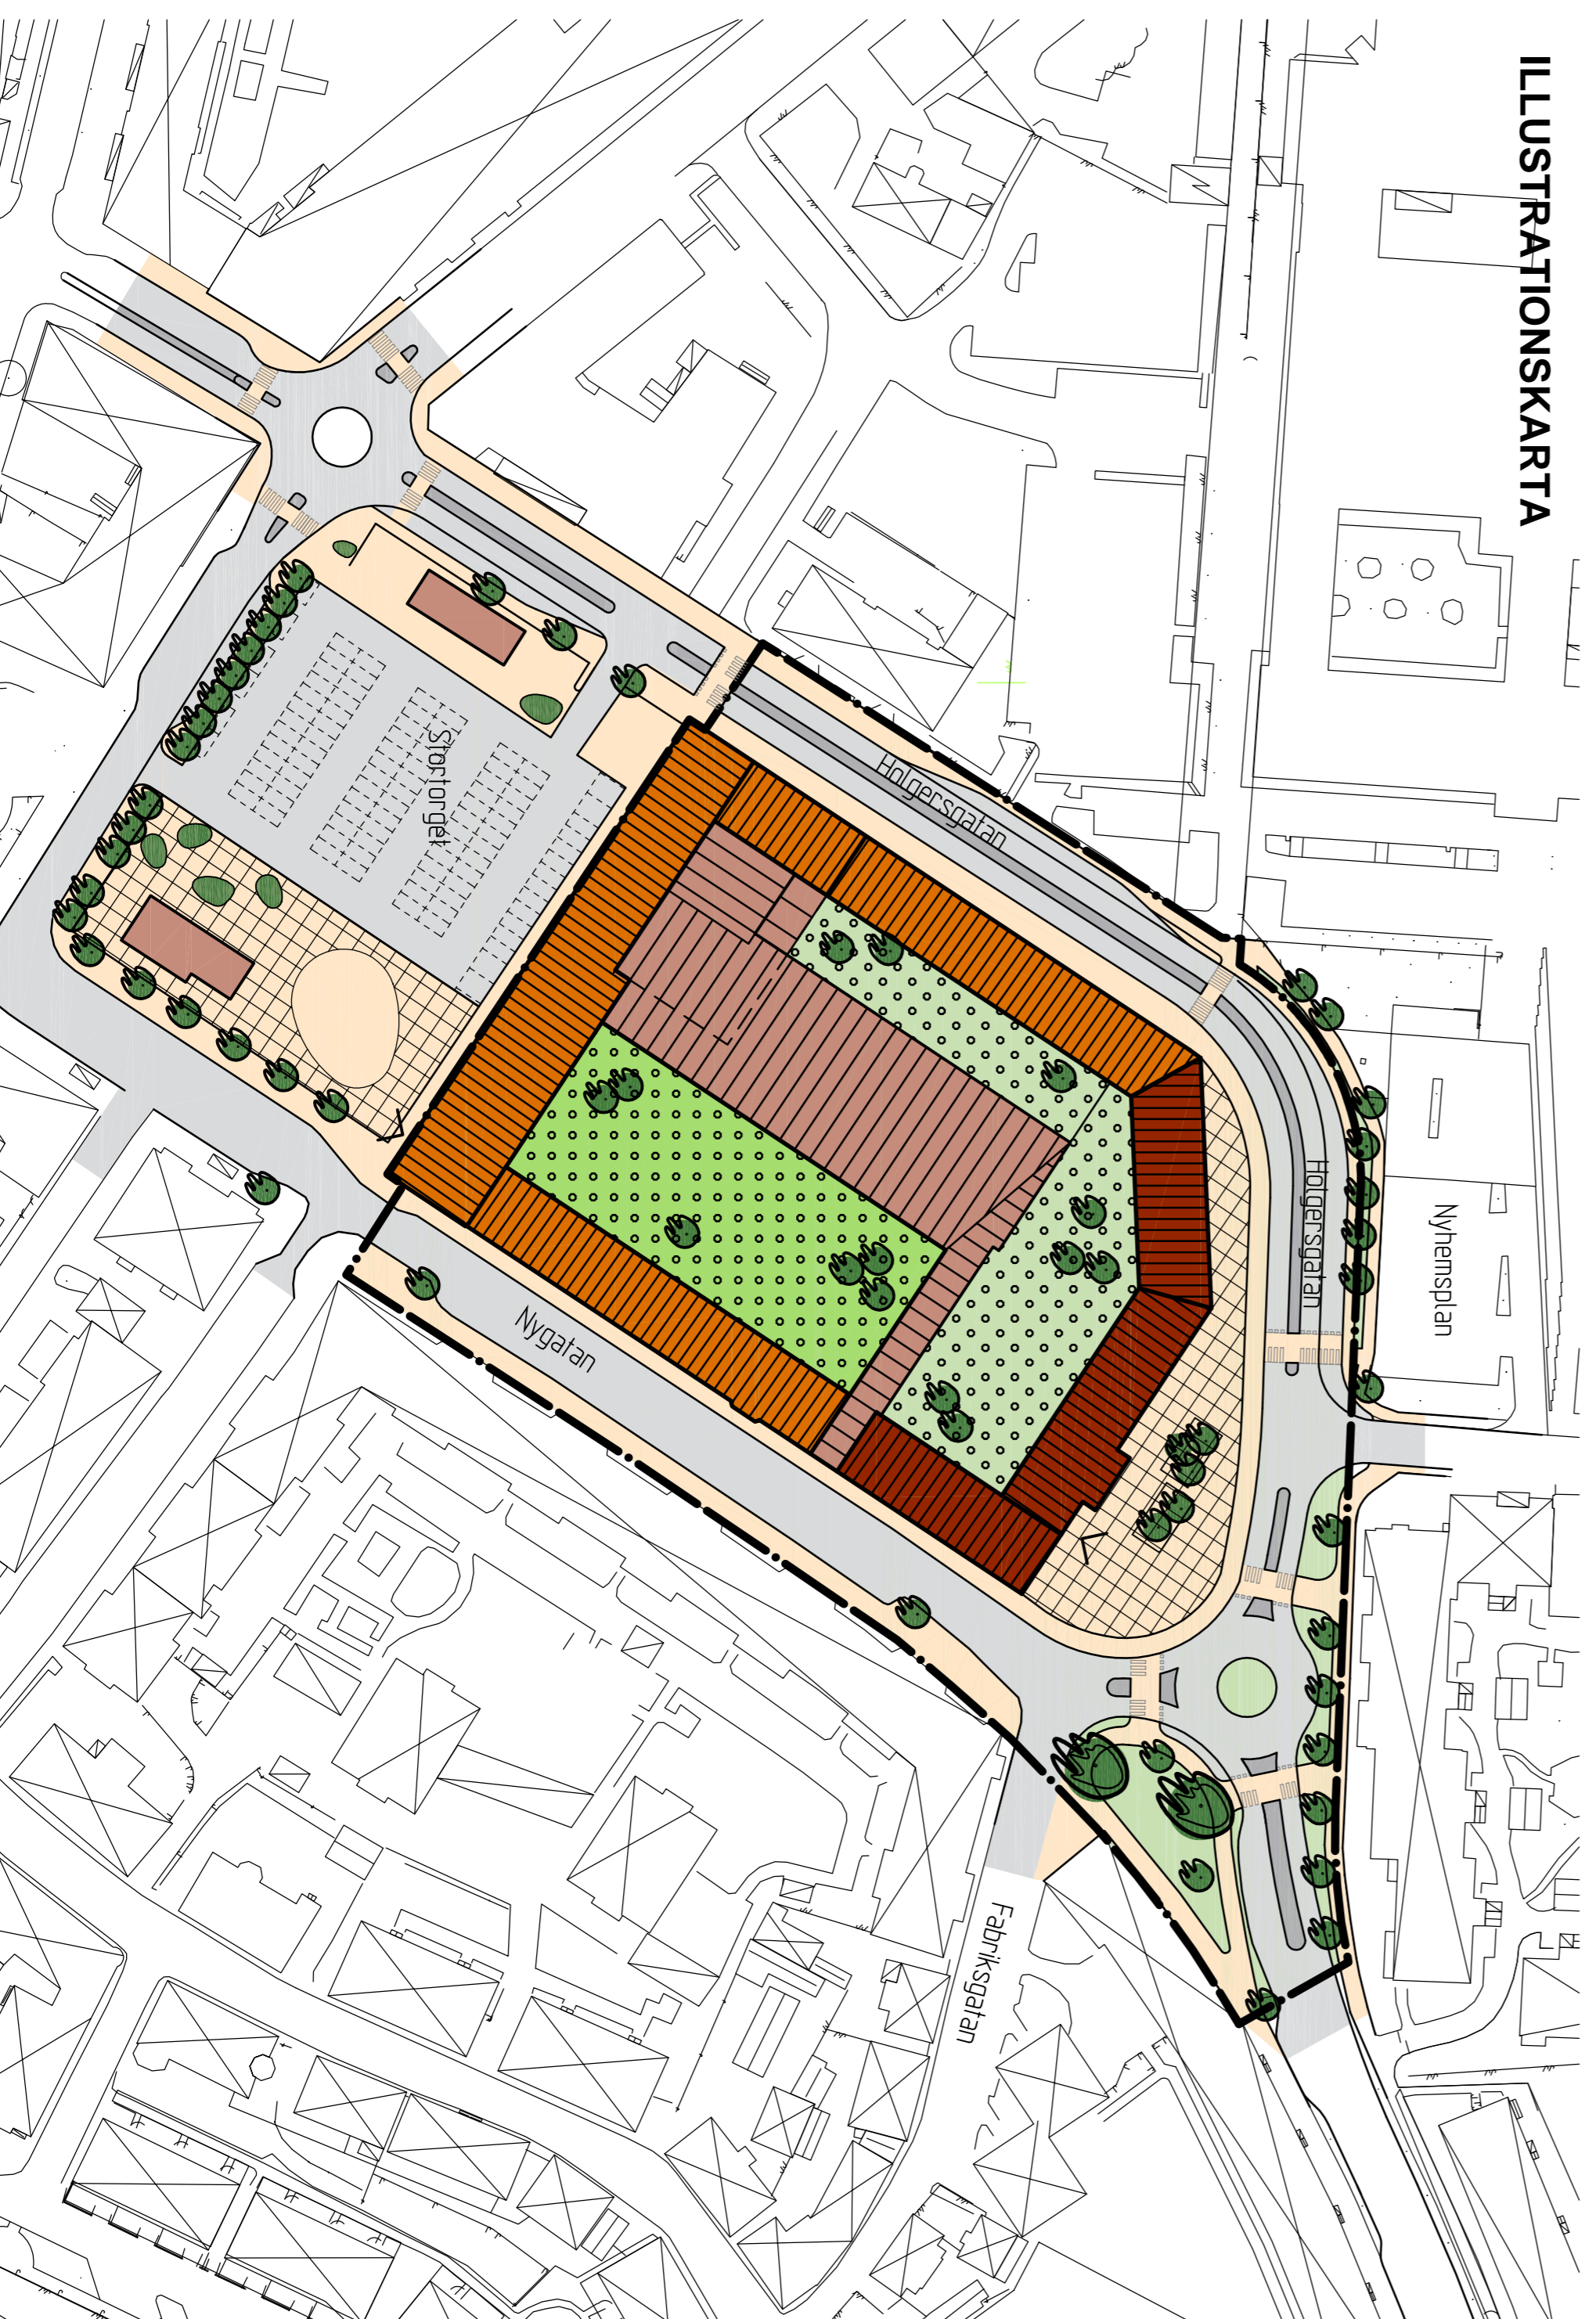 ILLUSTRATIONSKARTA
Stortorget
Holgersgatan
Holgersgatan
Nyhemsplan
Nygatan
Fabriksgatan